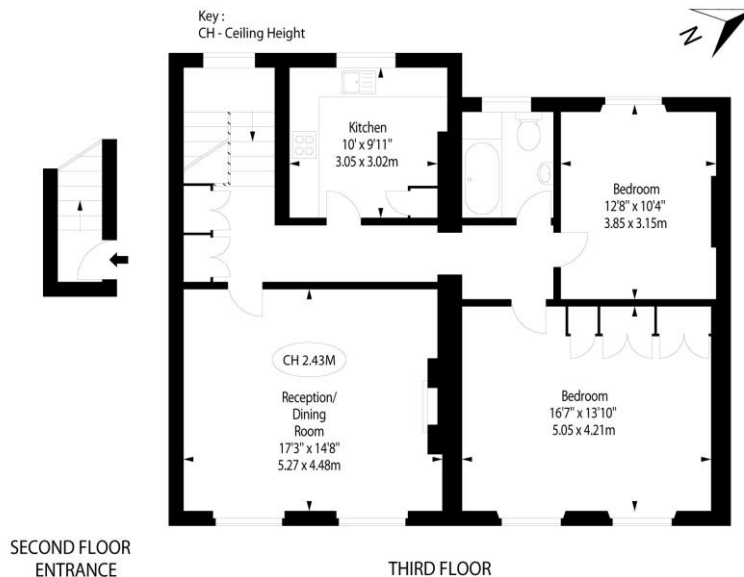 Key :
CH - Ceiling Height
N
Kitchen
10' x 9'11"
3.05 x 3.02m
Bedroom
12'8" x 10'4"
3.85 x 3.15m
CH 2.43M
Reception/
Dining
Room
17'3" x 14'8"
5.27 x 4.48m
Bedroom
16'7" x 13'10"
5.05 x 4.21m
SECOND FLOOR
ENTRANCE
THIRD FLOOR